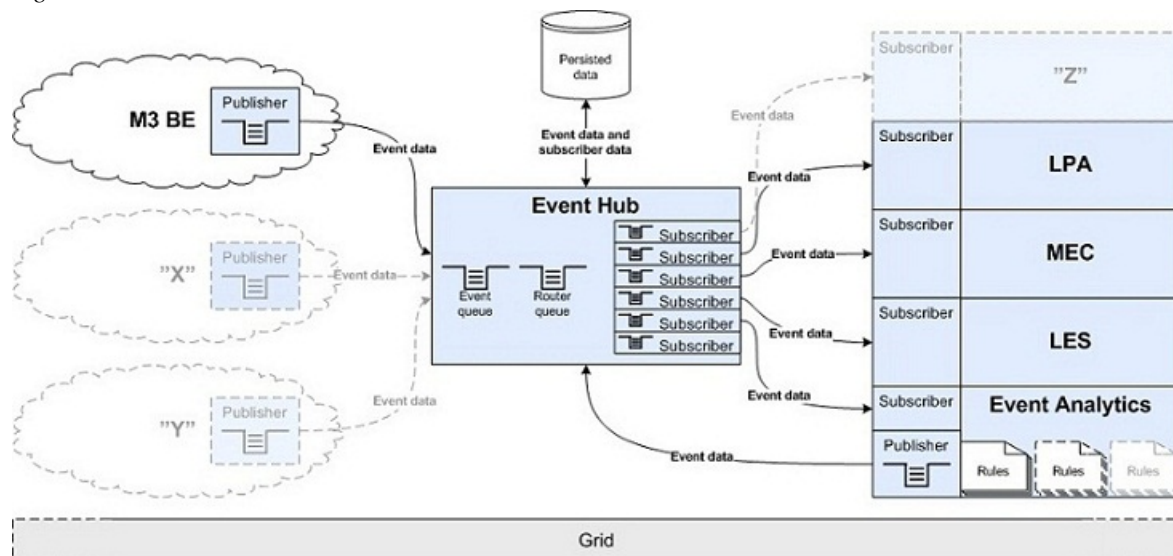 Publisher
M3 BE
Event data
Publisher
"X"
Event data
Publisher
"Y"
Event data
Persisted
data
Event data and
subscriber data
Event Hub
Event
queue
Router
queue
Subscriber
Subscriber
Subscriber
Subscriber
Subscriber
Subscriber
Event data
Event data
Event data
Event data
Event data
Event data
Subscriber
"Z"
Subscriber
LPA
Subscriber
MEC
Subscriber
LES
Subscriber
Event Analytics
Publisher
Rules
Rules
Rules
Grid